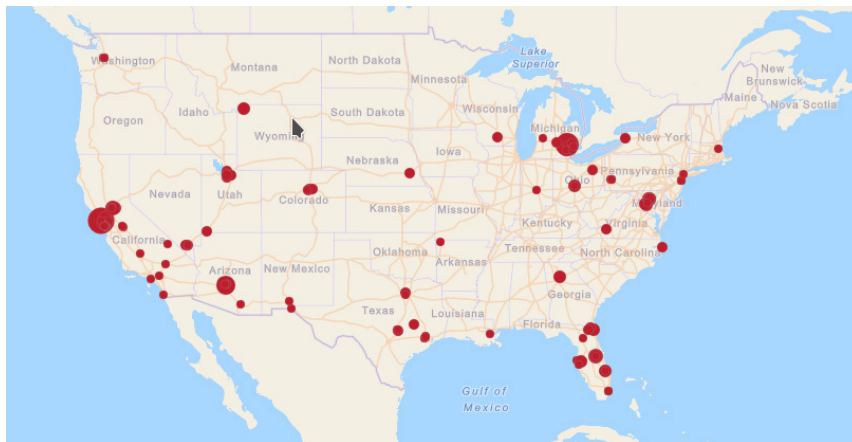 Washington
Montana
North Dakota
Minnesota
Lake
Superior
New
Brunswick
Maine
Nova Scotia
Oregon
Idaho
South Dakota
Wisconsin
Michigan
New York
Wyoming
Nebraska
Iowa
Ohio
Pennsylvania
Nevada
Utah
Colorado
Kansas
Missouri
Kentucky
Virginia
Maryland
California
Oklahoma
Arkansas
Tennessee
North Carolina
Arizona
New Mexico
Texas
Louisiana
Georgia
Florida
Gulf of
Mexico